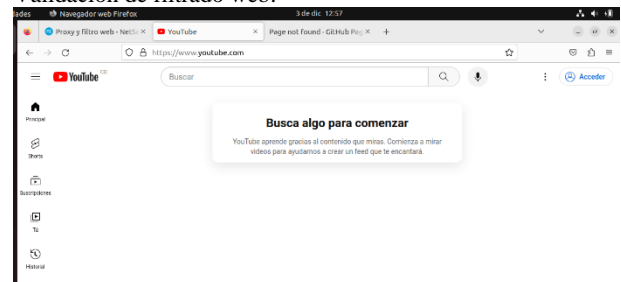 Validación de filtrado web:
dades Navegador web Firefox 3 de dic 12:57
Proxy y filtro web - NetSc × YouTube × Page not found · GitHub Pag × +
https://www.youtube.com
YouTube CO Buscar Acceder
Busca algo para comenzar
YouTube aprende gracias al contenido que miras. Comienza a mirar
videos para ayudarnos a crear un feed que te encantará.
Principal
Shorts
Suscripciones
Tú
Historial